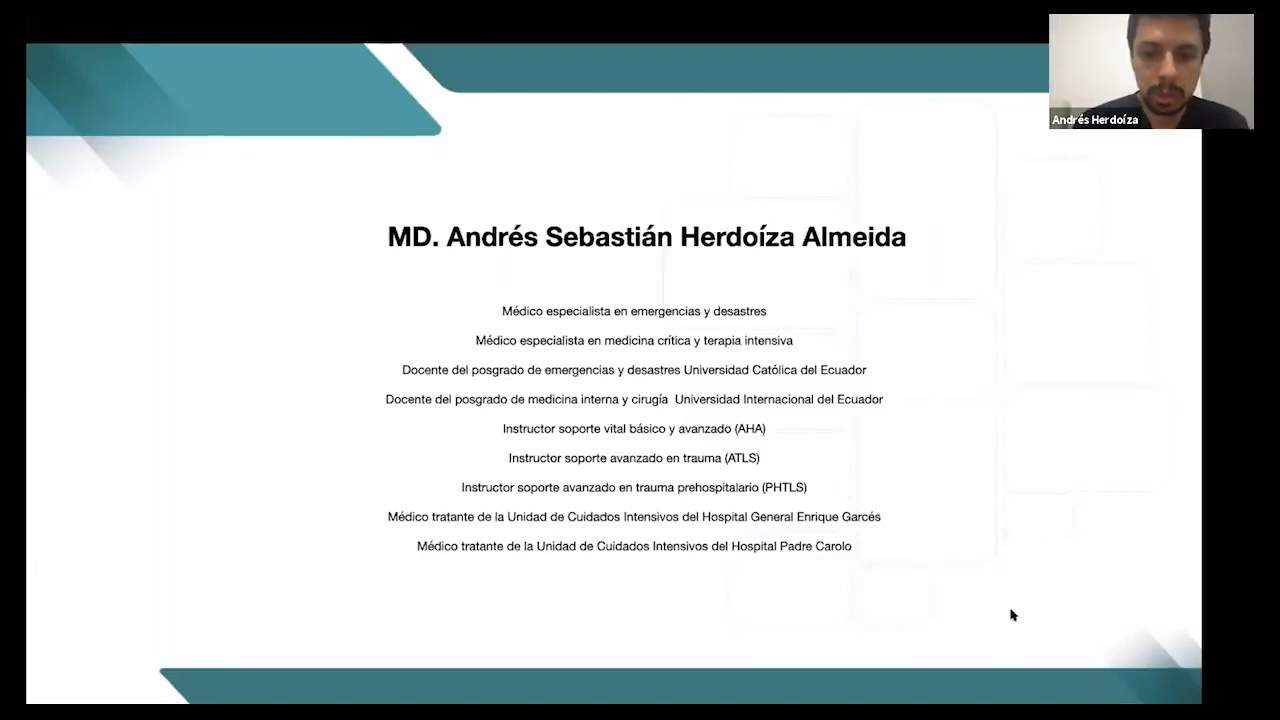 Andrés Herdoíza
MD. Andrés Sebastián Herdoíza Almeida
Médico especialista en emergencias y desastres
Médico especialista en medicina crítica y terapia intensiva
Docente del posgrado de emergencias y desastres Universidad Católica del Ecuador
Docente del posgrado de medicina interna y cirugía Universidad Internacional del Ecuador
Instructor soporte vital básico y avanzado (AHA)
Instructor soporte avanzado en trauma (ATLS)
Instructor soporte avanzado en trauma prehospitalario (PHTLS)
Médico tratante de la Unidad de Cuidados Intensivos del Hospital General Enrique Garcés
Médico tratante de la Unidad de Cuidados Intensivos del Hospital Padre Carolo